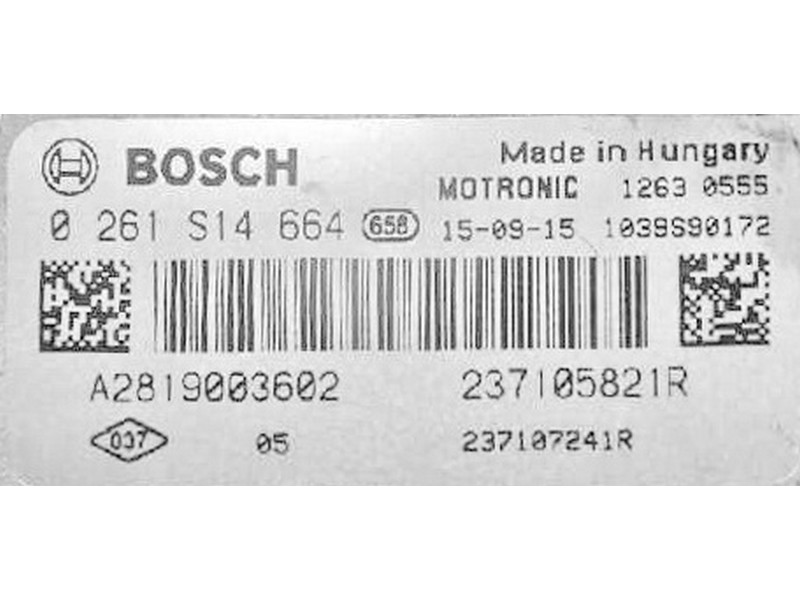 BOSCH Made in Hungary
MOTRONIC 1263 0555
0 261 S14 664 658 15-09-15 1039S90172
A2819003602 237105821R
037 05 237107241R